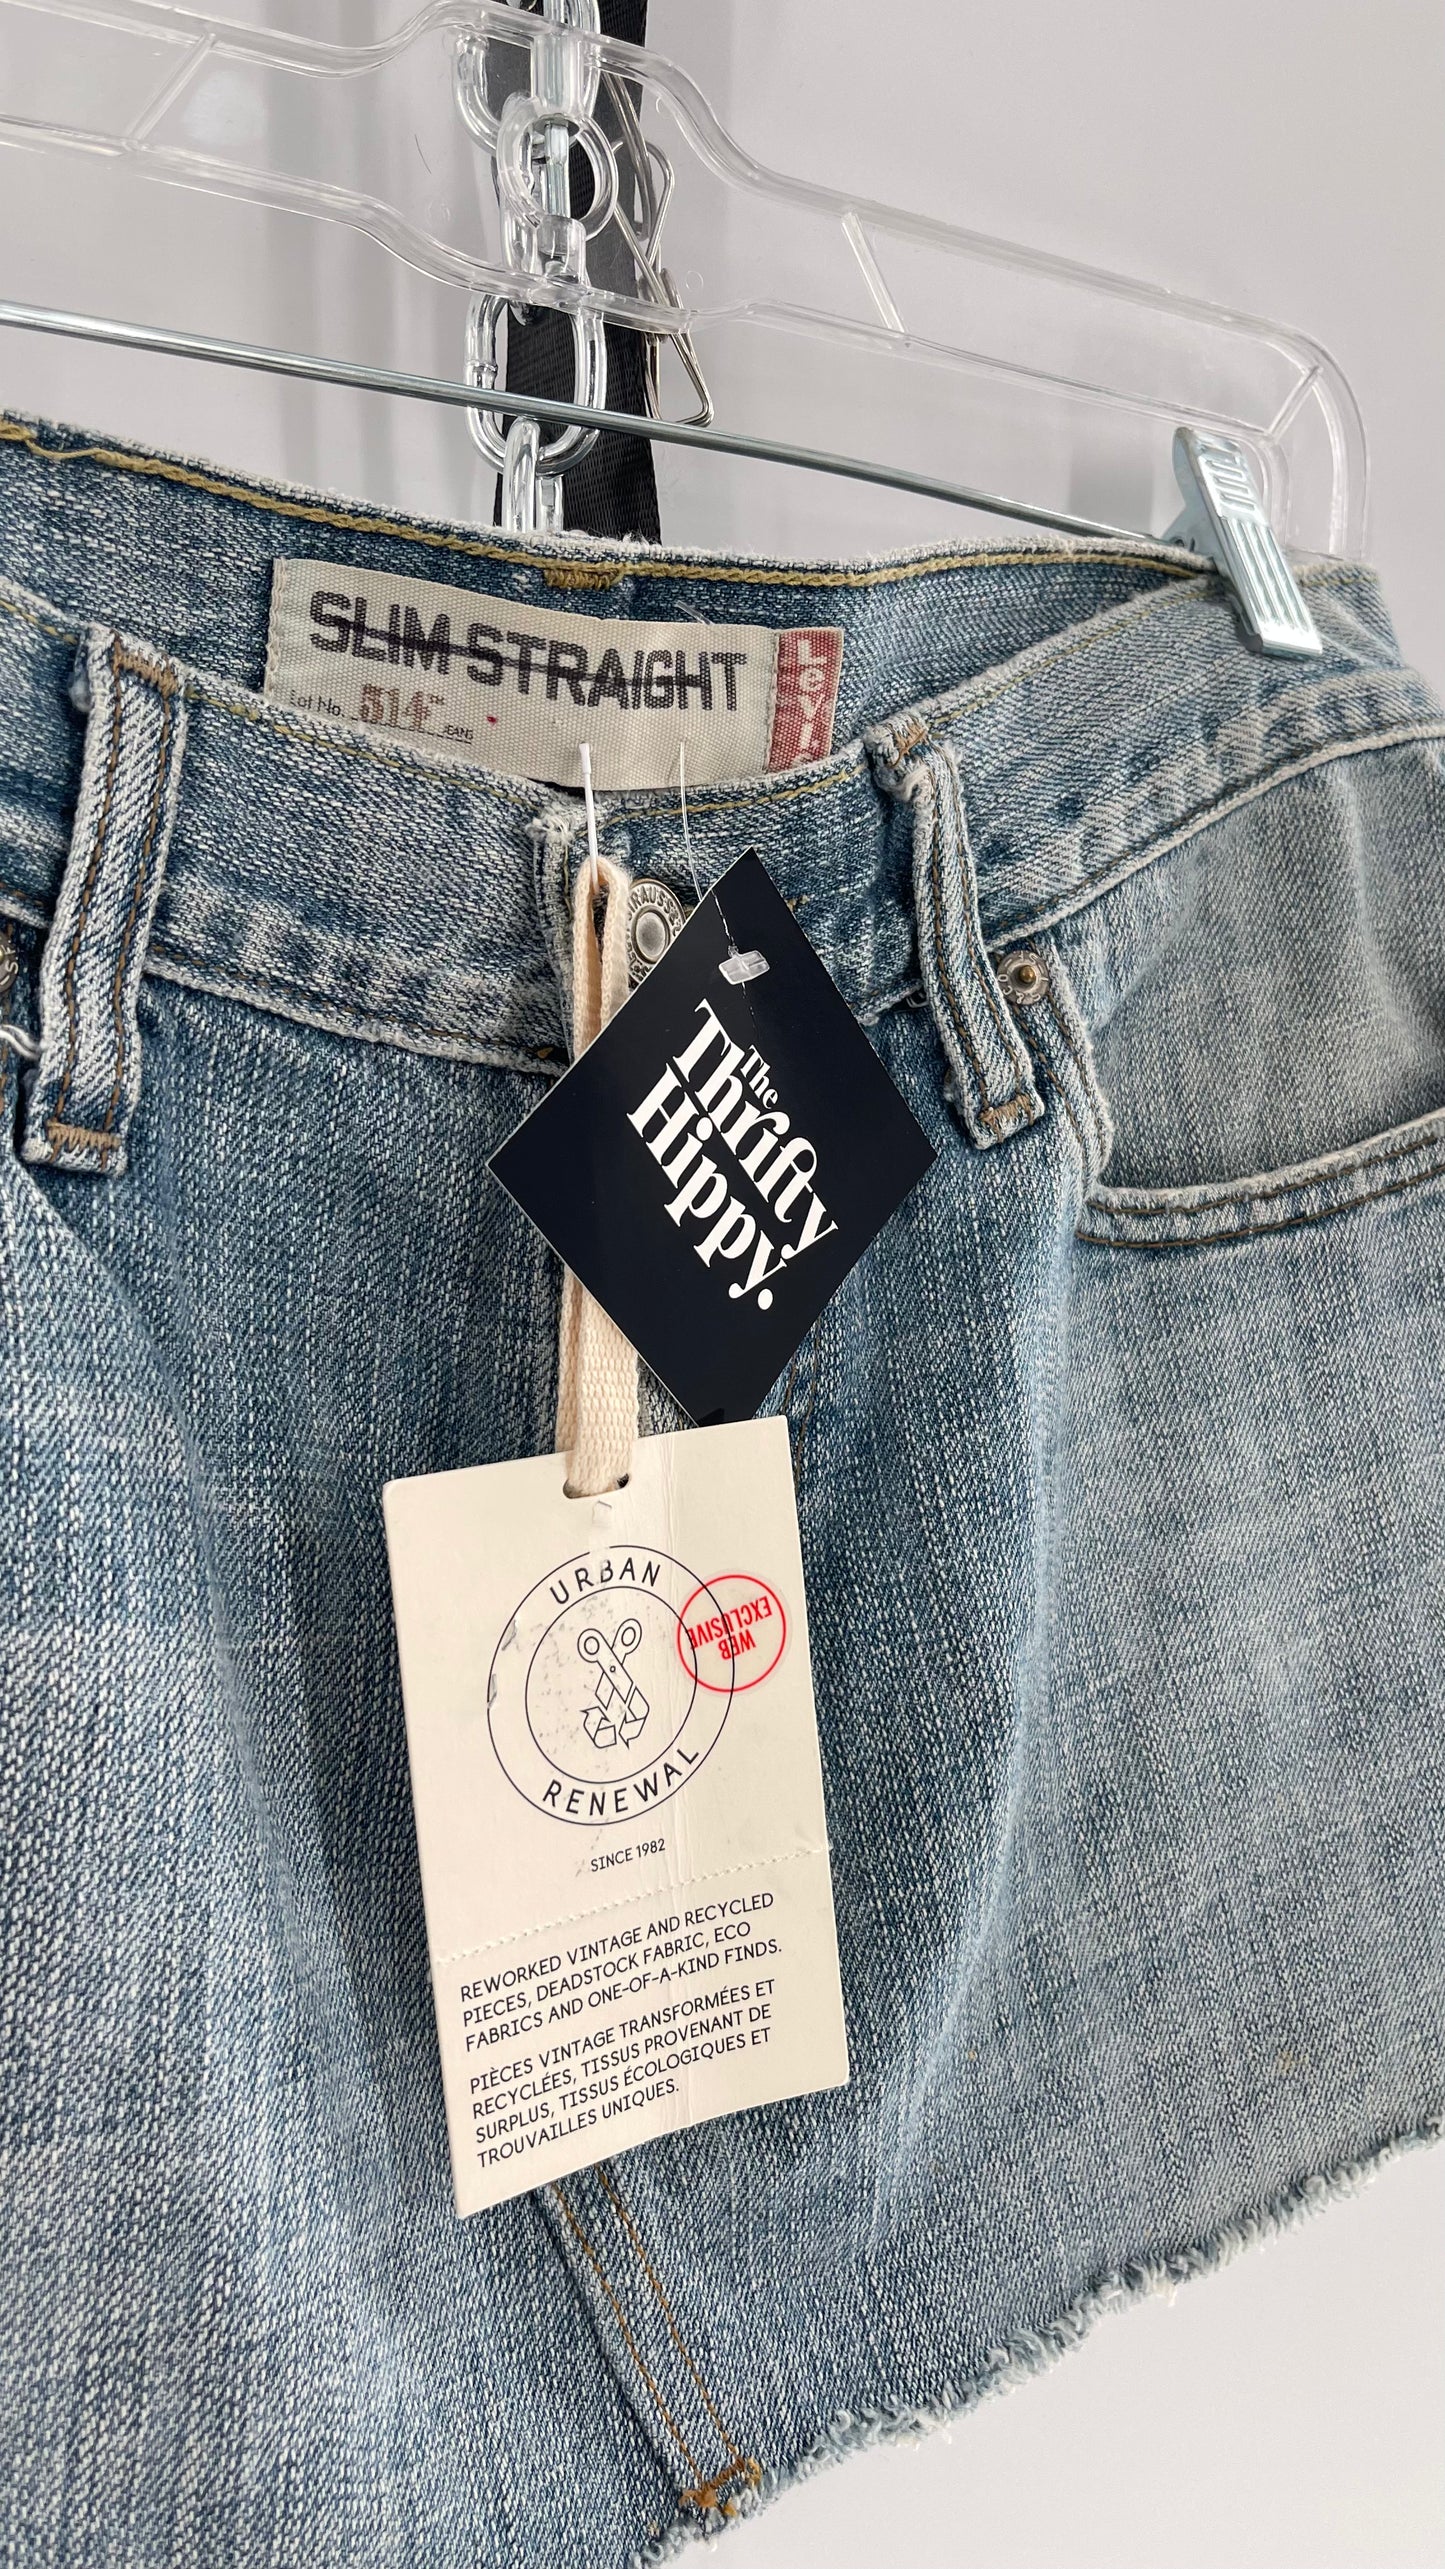 SLIM STRAIGHT
Lot No. 514™ JEANS
Levi's
The
Thrifty
Hippy.
URBAN
RENEWAL
WEB
EXCLUSIVE
SINCE 1982
REWORKED VINTAGE AND RECYCLED
PIECES, DEADSTOCK FABRIC, ECO
FABRICS AND ONE-OF-A-KIND FINDS.
PIÈCES VINTAGE TRANSFORMÉES ET
RECYCLÉES, TISSUS PROVENANT DE
SURPLUS, TISSUS ÉCOLOGIQUES ET
TROUVAILLES UNIQUES.